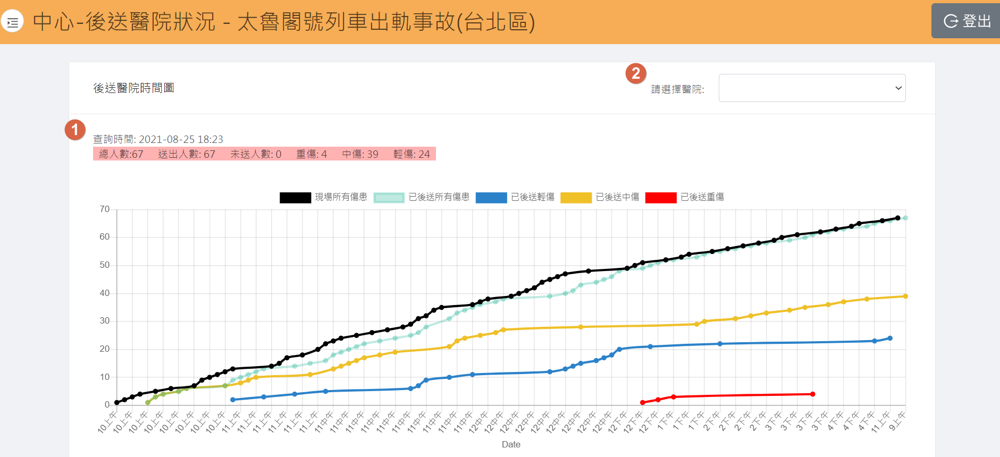 中心-後送醫院狀況 - 太魯閣號列車出軌事故(台北區)
登出
後送醫院時間圖
2
請選擇醫院:
1
查詢時間: 2021-08-25 18:23
總人數:67 送出人數: 67 未送人數: 0 重傷: 4 中傷: 39 輕傷: 24
現場所有傷患 已後送所有傷患 已後送輕傷 已後送中傷 已後送重傷
70
60
50
40
30
20
10
0
10上午 10上午 10上午 10上午 10上午 10上午 10上午 10上午 11上午 11上午 11上午 11上午 11上午 11上午 11中午 11中午 11中午 11中午 11中午 11中午 11中午 11中午 11中午 11中午 12中午 12中午 12中午 12中午 12中午 12中午 12中午 12中午 12中午 12下午 12下午 12下午 1下午 1下午 1下午 2下午 2下午 2下午 2下午 3下午 3下午 3下午 3下午 4下午 4下午 4下午 11上午 9上午
Date